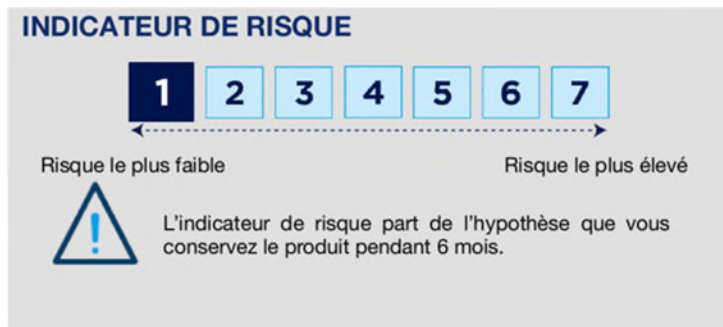 INDICATEUR DE RISQUE
1 2 3 4 5 6 7
Risque le plus faible Risque le plus élevé
! L'indicateur de risque part de l'hypothèse que vous
conservez le produit pendant 6 mois.